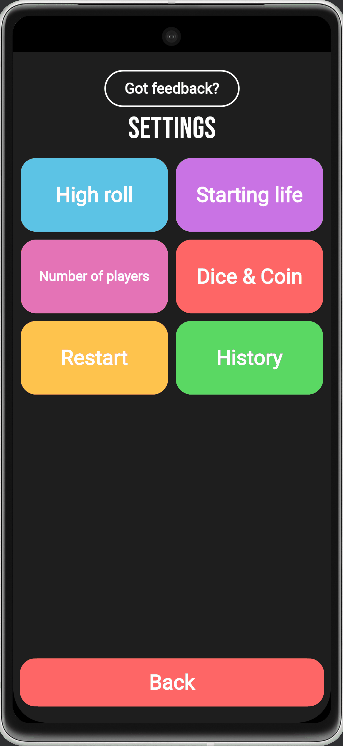 Got feedback?
SETTINGS
High roll
Starting life
Number of players
Dice & Coin
Restart
History
Back